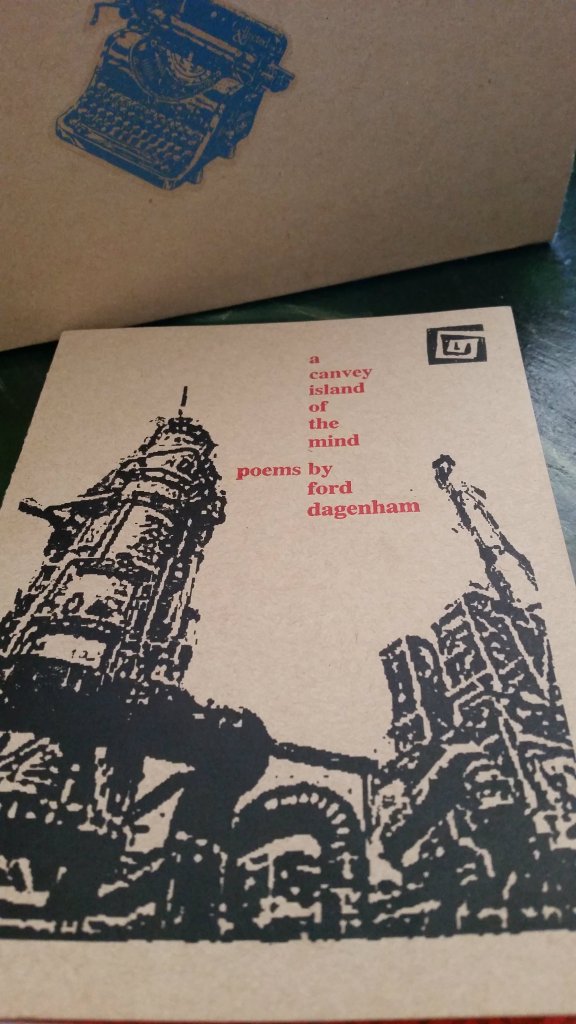 a
canvey
island
of
the
mind
poems by
ford
dagenham